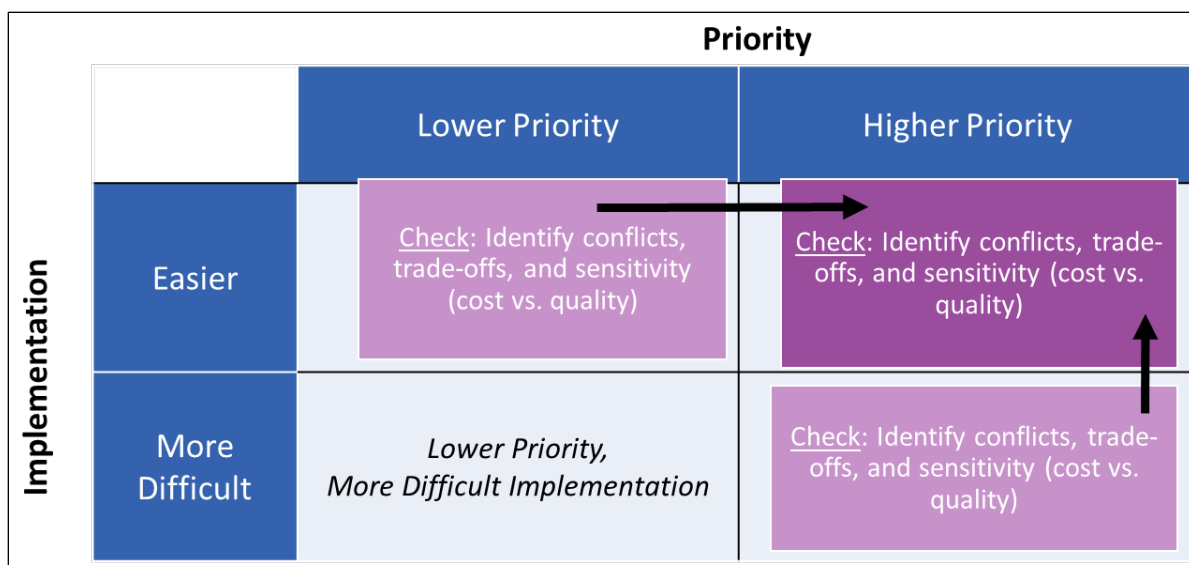 Priority
Lower Priority
Higher Priority
Implementation
Easier
Check: Identify conflicts,
trade-offs, and sensitivity
(cost vs. quality)
Check: Identify conflicts, trade-
offs, and sensitivity (cost vs.
quality)
More
Difficult
Lower Priority,
More Difficult Implementation
Check: Identify conflicts, trade-
offs, and sensitivity (cost vs.
quality)